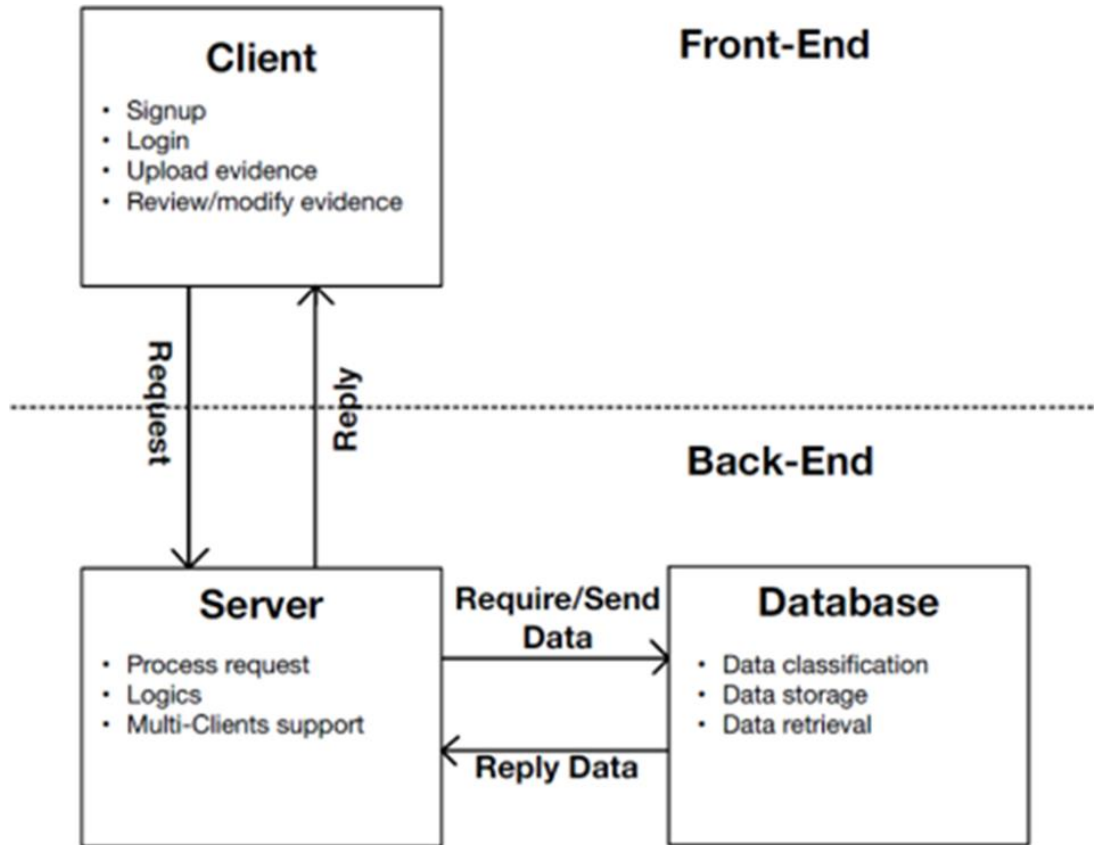 Client
• Signup
• Login
• Upload evidence
• Review/modify evidence
Front-End
Request
Reply
Back-End
Server
• Process request
• Logics
• Multi-Clients support
Require/Send
Data
Reply Data
Database
• Data classification
• Data storage
• Data retrieval